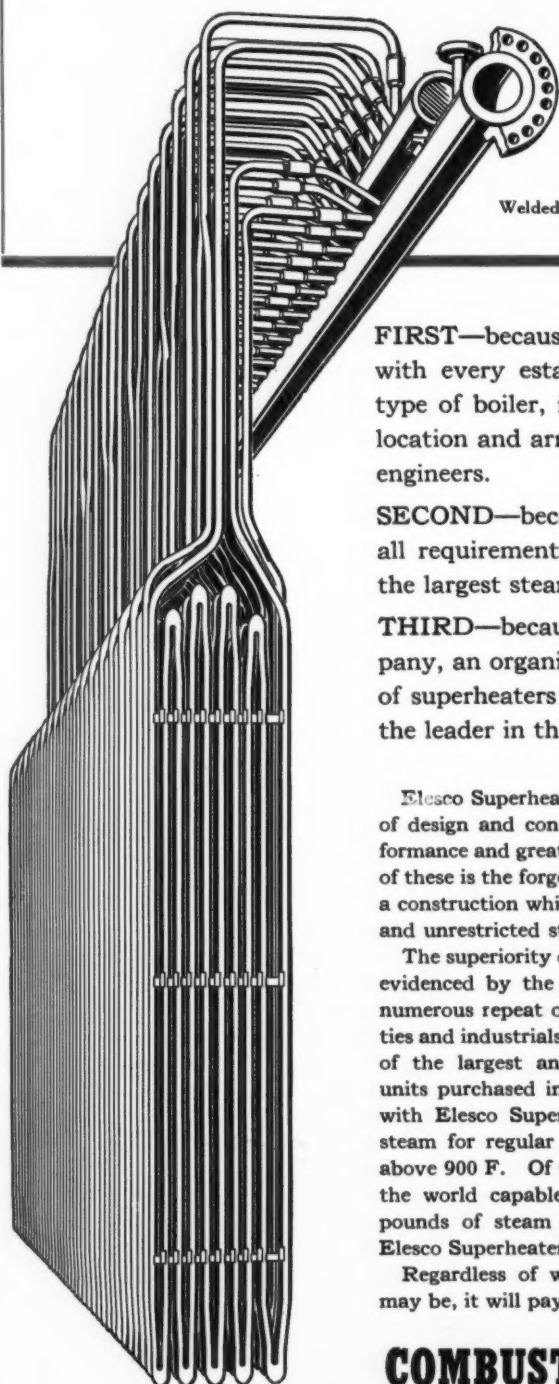 Welded
FIRST—because
with every esta
type of boiler,
location and arr
engineers.
SECOND—bec
all requirement
the largest stea
THIRD—becau
pany, an organi
of superheaters
the leader in th
Elesco Superhea
of design and con
formance and great
of these is the forge
a construction whi
and unrestricted st
The superiority
evidenced by the
numerous repeat o
ties and industrials
of the largest an
units purchased in
with Elesco Super
steam for regular
above 900 F. Of
the world capable
pounds of steam
Elesco Superheater
Regardless of w
may be, it will pay
COMBUST